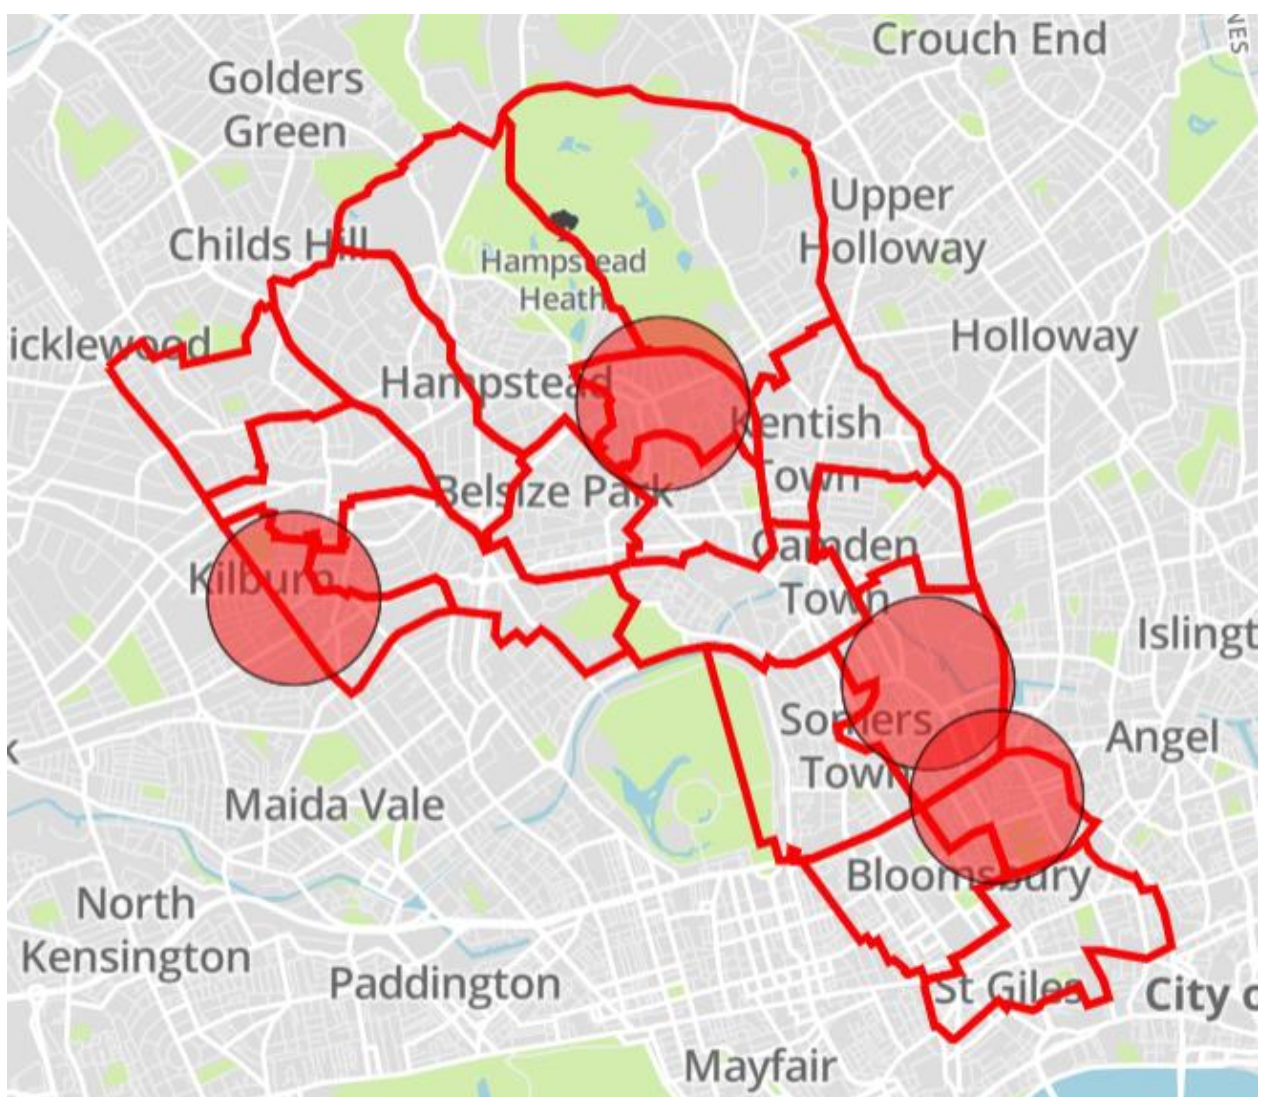 NES
Crouch End
Golders
Green
Upper
Holloway
Childs Hill
Hampstead
Heath
icklewood
Holloway
Hampstead
Kentish
Town
Belsize Park
Camden
Town
Kilburn
Islingt
Somers
Town
Angel
k
Maida Vale
Bloomsbury
North
Kensington
Paddington
St Giles
City o
Mayfair